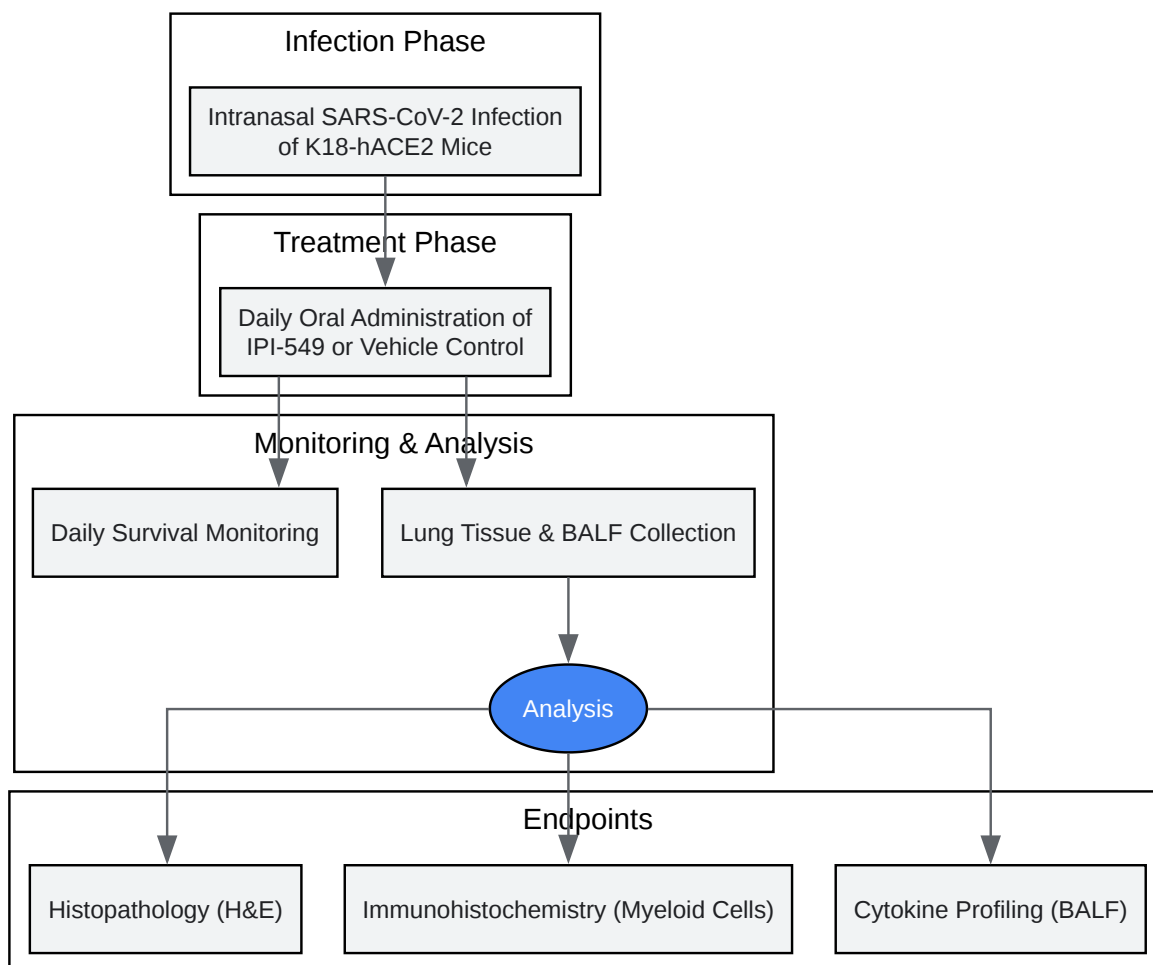 Infection Phase
Intranasal SARS-CoV-2 Infection
of K18-hACE2 Mice
Treatment Phase
Daily Oral Administration of
IPI-549 or Vehicle Control
Monitoring & Analysis
Daily Survival Monitoring
Lung Tissue & BALF Collection
Analysis
Endpoints
Histopathology (H&E)
Immunohistochemistry (Myeloid Cells)
Cytokine Profiling (BALF)